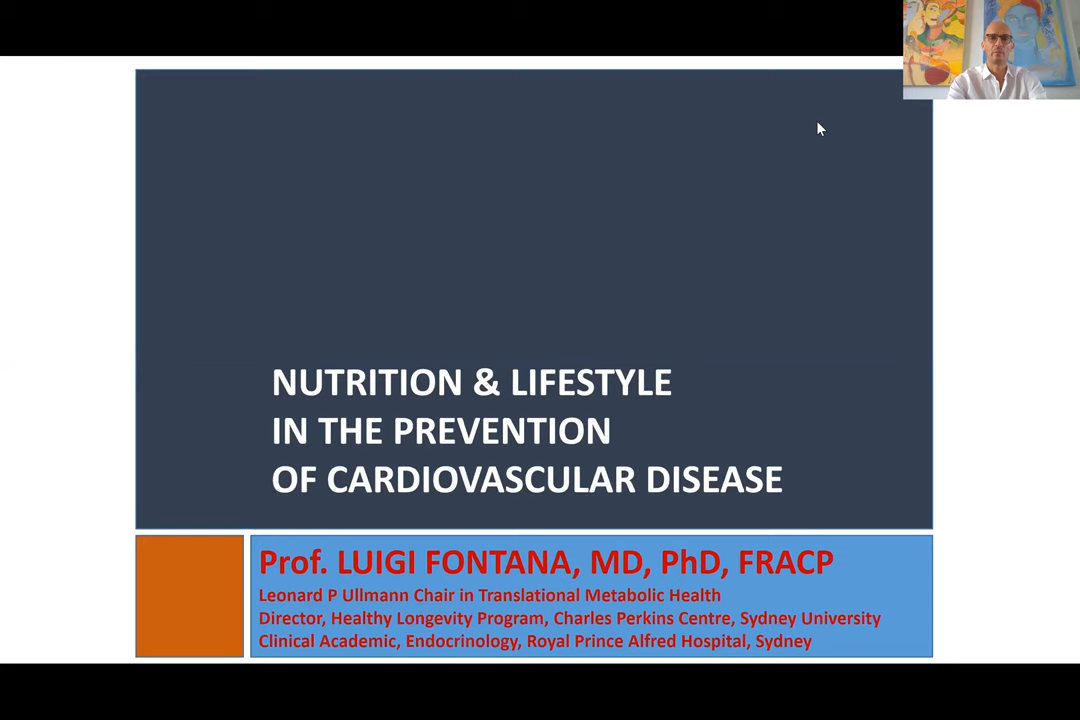 NUTRITION & LIFESTYLE
IN THE PREVENTION
OF CARDIOVASCULAR DISEASE
Prof. LUIGI FONTANA, MD, PhD, FRACP
Leonard P Ullmann Chair in Translational Metabolic Health
Director, Healthy Longevity Program, Charles Perkins Centre, Sydney University
Clinical Academic, Endocrinology, Royal Prince Alfred Hospital, Sydney